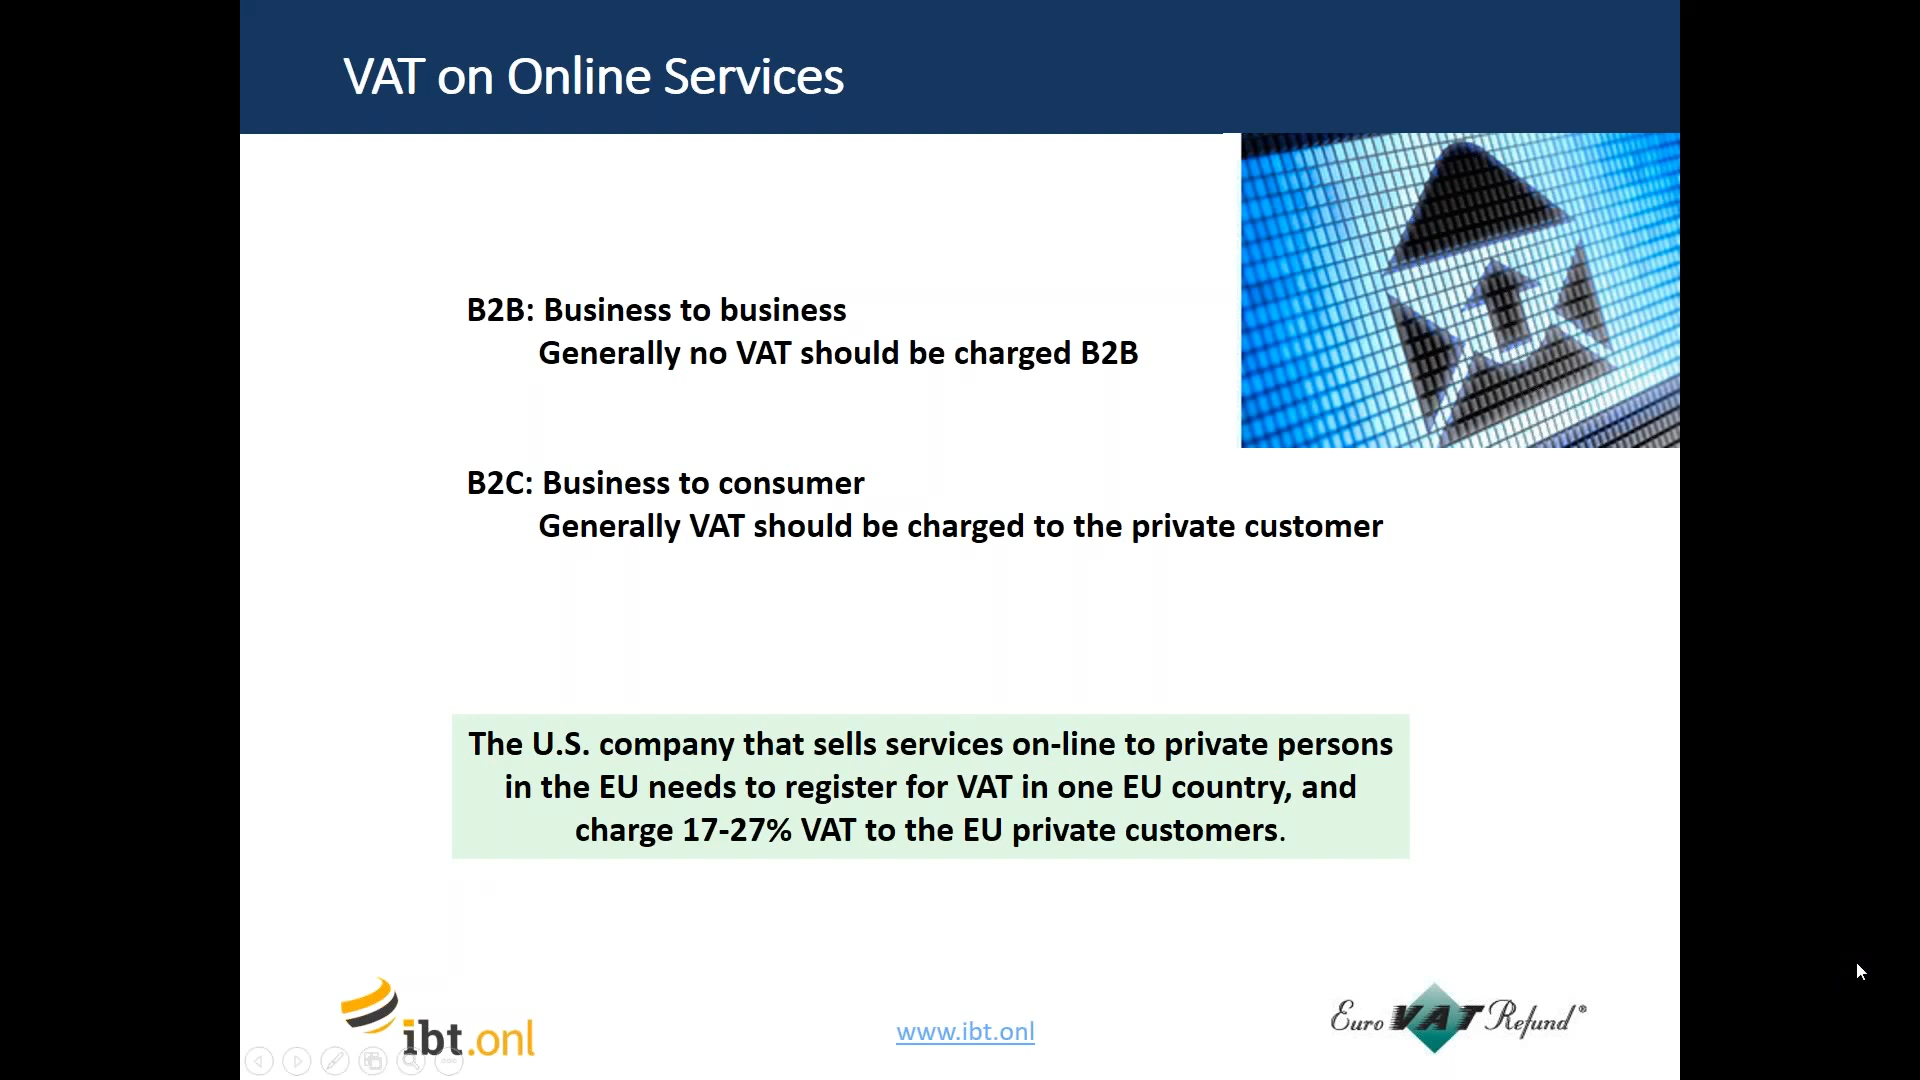 VAT on Online Services
B2B: Business to business
Generally no VAT should be charged B2B
B2C: Business to consumer
Generally VAT should be charged to the private customer
The U.S. company that sells services on-line to private persons
in the EU needs to register for VAT in one EU country, and
charge 17-27% VAT to the EU private customers.
ibt.onl
www.ibt.onl
Euro VAT Refund®